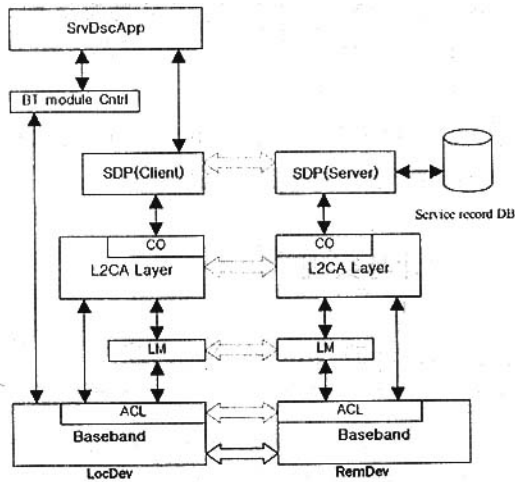 SrvDscApp
BT module Cntrl
SDP(Client)
SDP(Server)
Service record DB
CO
L2CA Layer
CO
L2CA Layer
LM
LM
ACL
Baseband
ACL
Baseband
LocDev
RemDev